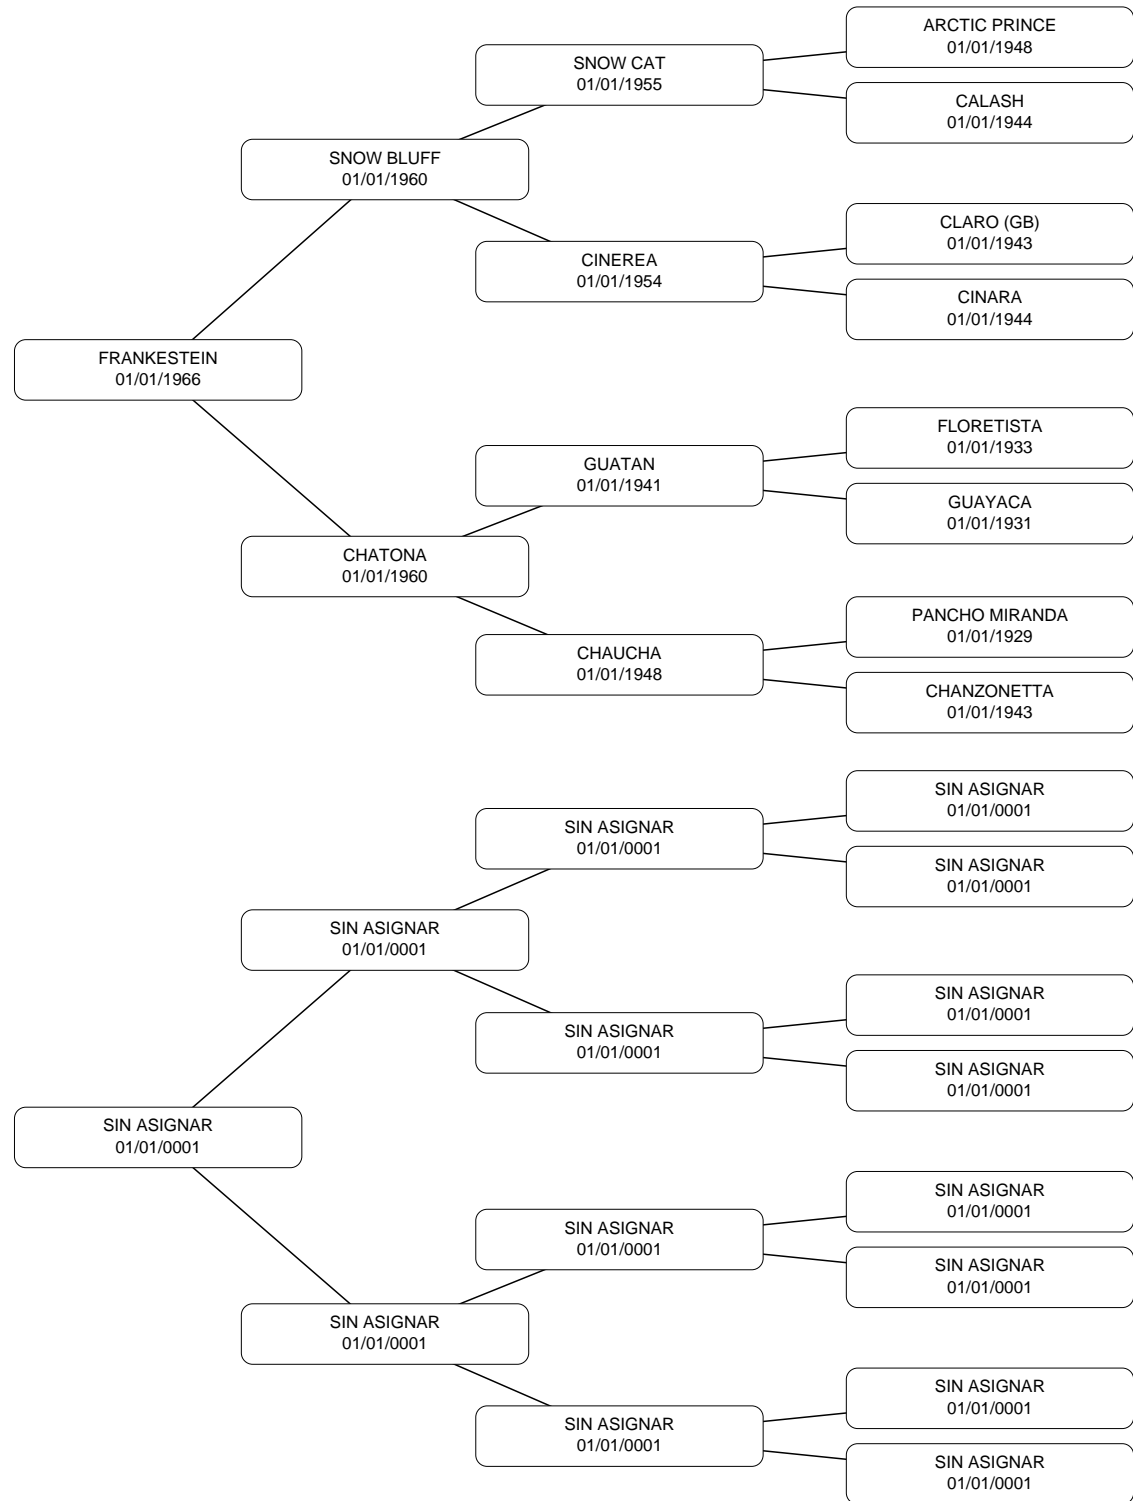 ARCTIC PRINCE
01/01/1948
SNOW CAT
01/01/1955
CALASH
01/01/1944
SNOW BLUFF
01/01/1960
CLARO (GB)
01/01/1943
CINEREA
01/01/1954
CINARA
01/01/1944
FRANKESTEIN
01/01/1966
FLORETISTA
01/01/1933
GUATAN
01/01/1941
GUAYACA
01/01/1931
CHATONA
01/01/1960
PANCHO MIRANDA
01/01/1929
CHAUCHA
01/01/1948
CHANZONETTA
01/01/1943
SIN ASIGNAR
01/01/0001
SIN ASIGNAR
01/01/0001
SIN ASIGNAR
01/01/0001
SIN ASIGNAR
01/01/0001
SIN ASIGNAR
01/01/0001
SIN ASIGNAR
01/01/0001
SIN ASIGNAR
01/01/0001
SIN ASIGNAR
01/01/0001
SIN ASIGNAR
01/01/0001
SIN ASIGNAR
01/01/0001
SIN ASIGNAR
01/01/0001
SIN ASIGNAR
01/01/0001
SIN ASIGNAR
01/01/0001
SIN ASIGNAR
01/01/0001
SIN ASIGNAR
01/01/0001